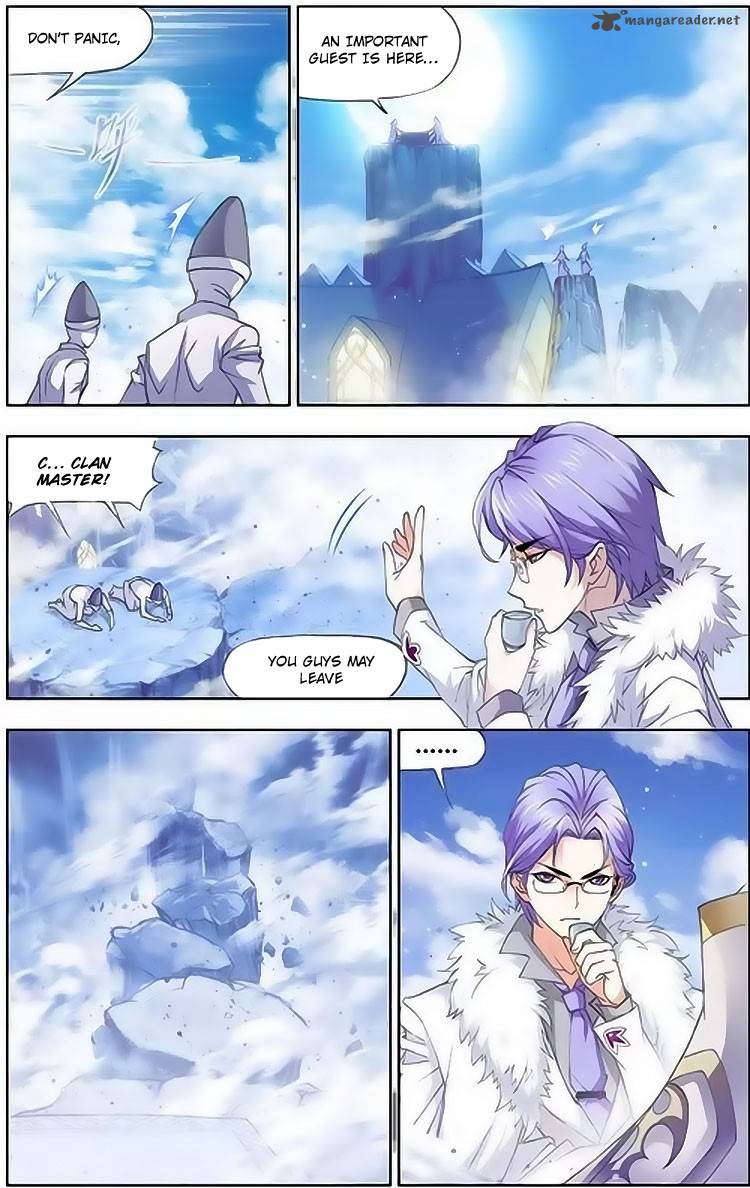 mangareader.net
DON'T PANIC,
AN IMPORTANT
GUEST IS HERE...
C... CLAN
MASTER!
YOU GUYS MAY
LEAVE
......